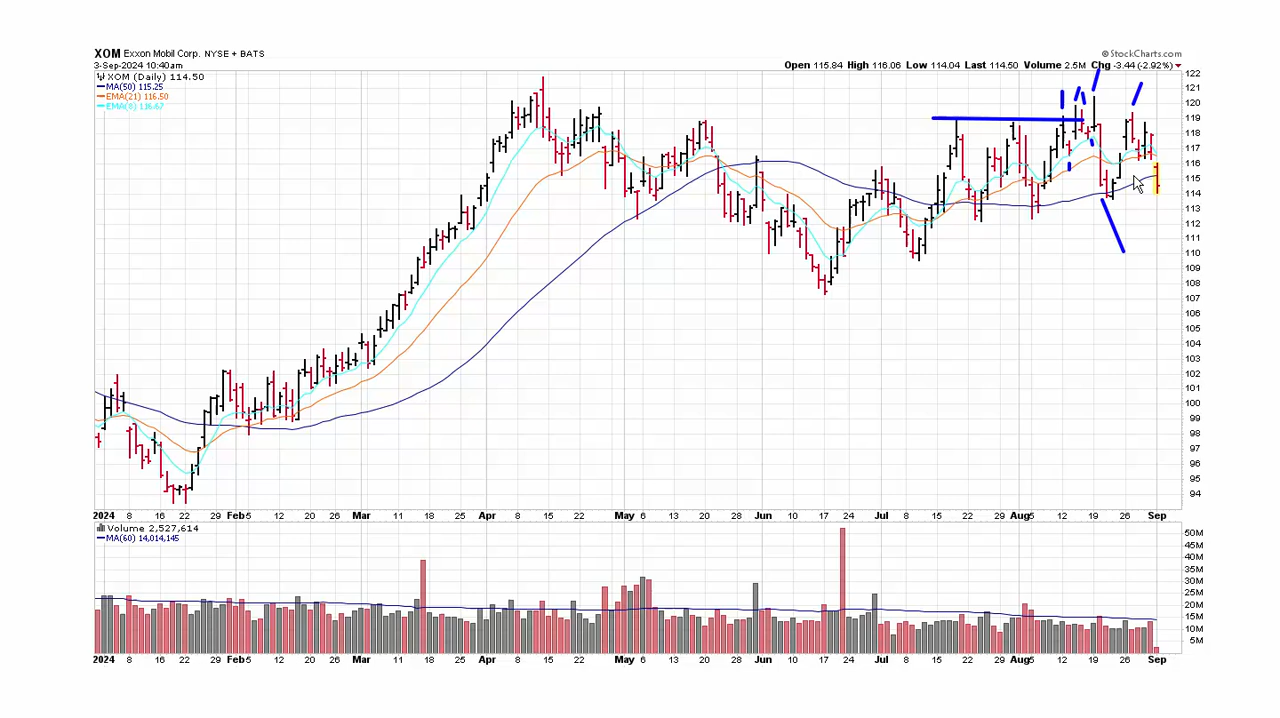 XOM Exxon Mobil Corp. NYSE + BATS
© StockCharts.com
3-Sep-2024 10:40am
Open 115.84 High 116.06 Low 114.04 Last 114.50 Volume 2.5M Chg -3.44 (-2.92%)
XOM (Daily) 114.50
MA(50) 115.25
EMA(21) 116.50
EMA(8) 116.67
122
121
120
119
118
117
116
115
114
113
112
111
110
109
108
107
106
105
104
103
102
101
100
99
98
97
96
95
94
2024 8 16 22 Feb 5 12 20 26 Mar 11 18 25 Apr 8 15 22 May 6 13 20 28 Jun 10 17 24 Jul 8 15 22 29 Aug 5 12 19 26 Sep
Volume 2,527,614
MA(60) 14,014,145
50M
45M
40M
35M
30M
25M
20M
15M
10M
5M
2024 8 16 22 Feb 5 12 20 26 Mar 11 18 25 Apr 8 15 22 May 6 13 20 28 Jun 10 17 24 Jul 8 15 22 29 Aug 5 12 19 26 Sep